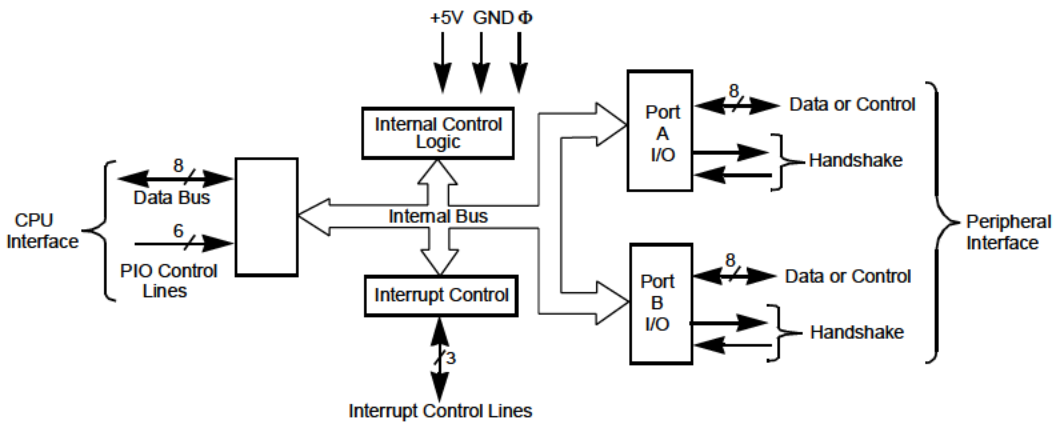 +5V GND Φ
Internal Control
Logic
Port
A
I/O
8
Data or Control
Handshake
CPU
Interface
8
Data Bus
6
PIO Control
Lines
Internal Bus
Interrupt Control
3
Interrupt Control Lines
Port
B
I/O
8
Data or Control
Handshake
Peripheral
Interface